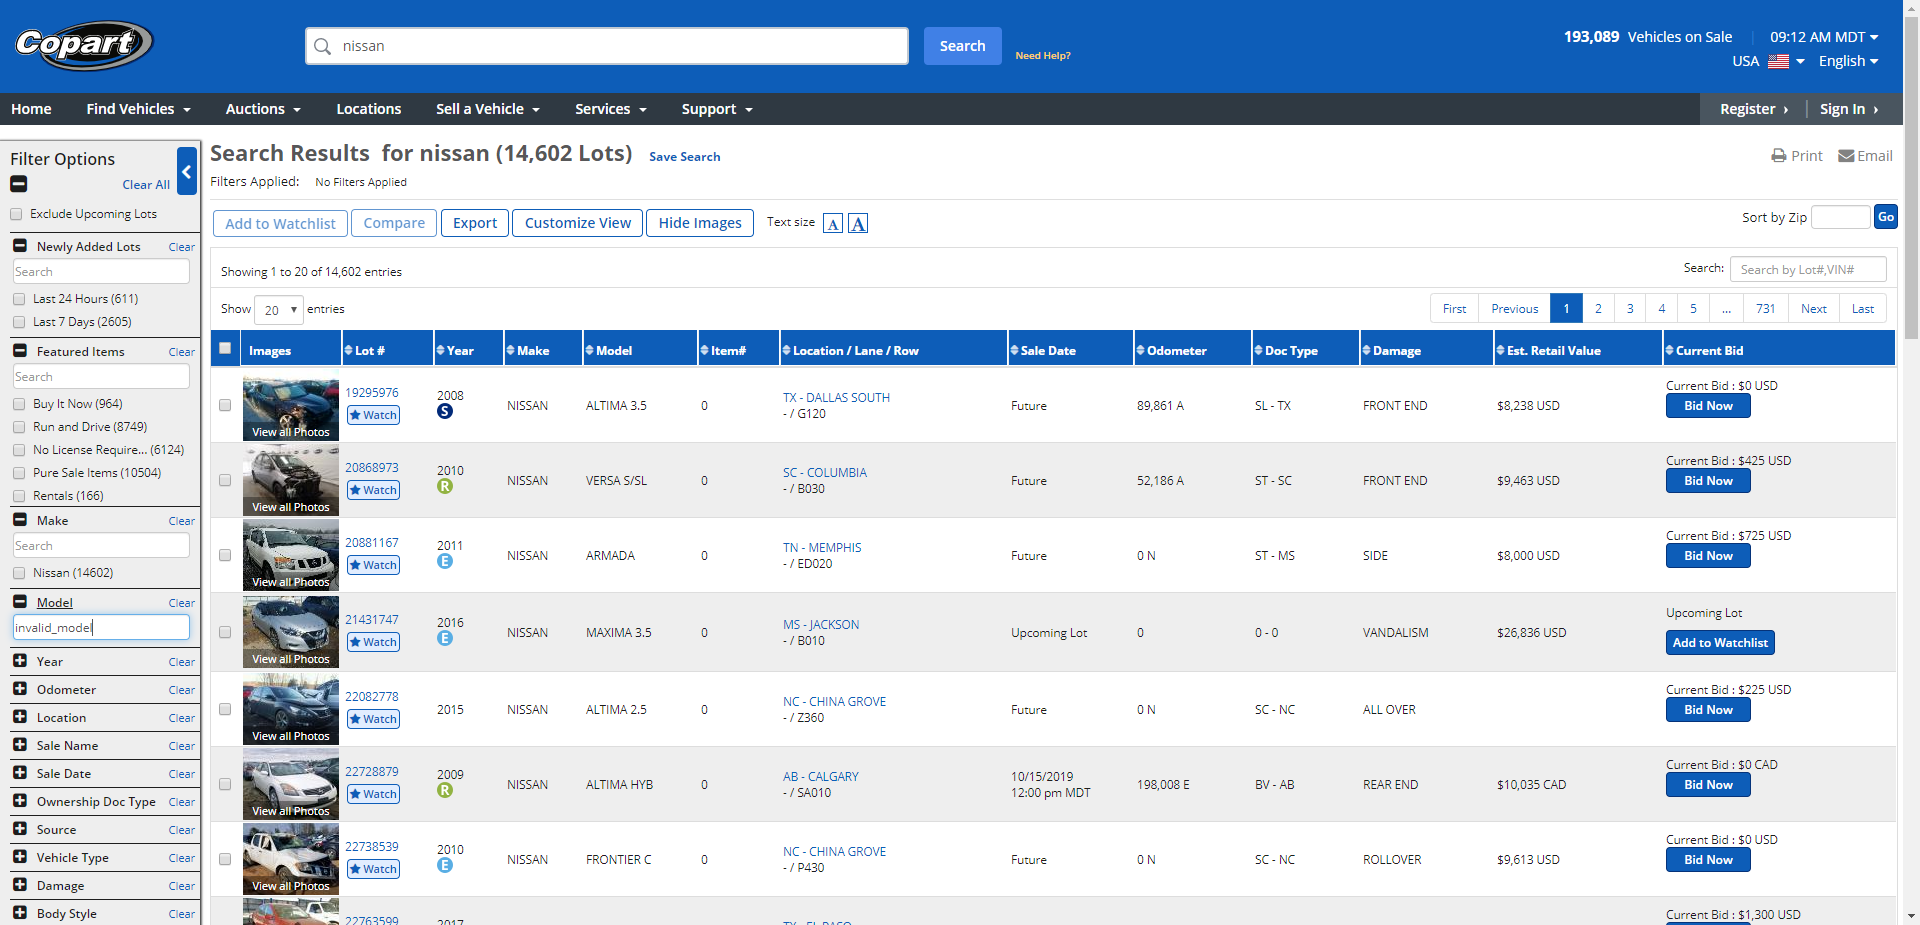 Copart
nissan
Search
Need Help?
193,089 Vehicles on Sale
09:12 AM MDT
USA
English
Home
Find Vehicles
Auctions
Locations
Sell a Vehicle
Services
Support
Register ›
Sign In ›
Filter Options
Clear All
Exclude Upcoming Lots
Newly Added Lots Clear
Search
Last 24 Hours (611)
Last 7 Days (2605)
Featured Items Clear
Search
Buy It Now (964)
Run and Drive (8749)
No License Require... (6124)
Pure Sale Items (10504)
Rentals (166)
Make Clear
Search
Nissan (14602)
Model Clear
invalid_model
Year Clear
Odometer Clear
Location Clear
Sale Name Clear
Sale Date Clear
Ownership Doc Type Clear
Source Clear
Vehicle Type Clear
Damage Clear
Body Style Clear
Search Results for nissan (14,602 Lots) Save Search
Print Email
Filters Applied: No Filters Applied
Add to Watchlist Compare Export Customize View Hide Images Text size A A
Sort by Zip Go
Showing 1 to 20 of 14,602 entries
Search: Search by Lot#,VIN#
Show 20 entries
First Previous 1 2 3 4 5 ... 731 Next Last
Images Lot # Year Make Model Item# Location / Lane / Row Sale Date Odometer Doc Type Damage Est. Retail Value Current Bid
View all Photos
19295976
Watch
2008
S
NISSAN ALTIMA 3.5 0
TX - DALLAS SOUTH
- / G120
Future 89,861 A SL - TX FRONT END $8,238 USD
Current Bid : $0 USD
Bid Now
View all Photos
20868973
Watch
2010
R
NISSAN VERSA S/SL 0
SC - COLUMBIA
- / B030
Future 52,186 A ST - SC FRONT END $9,463 USD
Current Bid : $425 USD
Bid Now
View all Photos
20881167
Watch
2011
E
NISSAN ARMADA 0
TN - MEMPHIS
- / ED020
Future 0 N ST - MS SIDE $8,000 USD
Current Bid : $725 USD
Bid Now
View all Photos
21431747
Watch
2016
E
NISSAN MAXIMA 3.5 0
MS - JACKSON
- / B010
Upcoming Lot 0 0 - 0 VANDALISM $26,836 USD
Upcoming Lot
Add to Watchlist
View all Photos
22082778
Watch
2015
NISSAN ALTIMA 2.5 0
NC - CHINA GROVE
- / Z360
Future 0 N SC - NC ALL OVER
Current Bid : $225 USD
Bid Now
View all Photos
22728879
Watch
2009
R
NISSAN ALTIMA HYB 0
AB - CALGARY
- / SA010
10/15/2019
12:00 pm MDT
198,008 E BV - AB REAR END $10,035 CAD
Current Bid : $0 CAD
Bid Now
View all Photos
22738539
Watch
2010
E
NISSAN FRONTIER C 0
NC - CHINA GROVE
- / P430
Future 0 N SC - NC ROLLOVER $9,613 USD
Current Bid : $0 USD
Bid Now
22763599
2017
TX - EL PASO
Current Bid : $1,300 USD